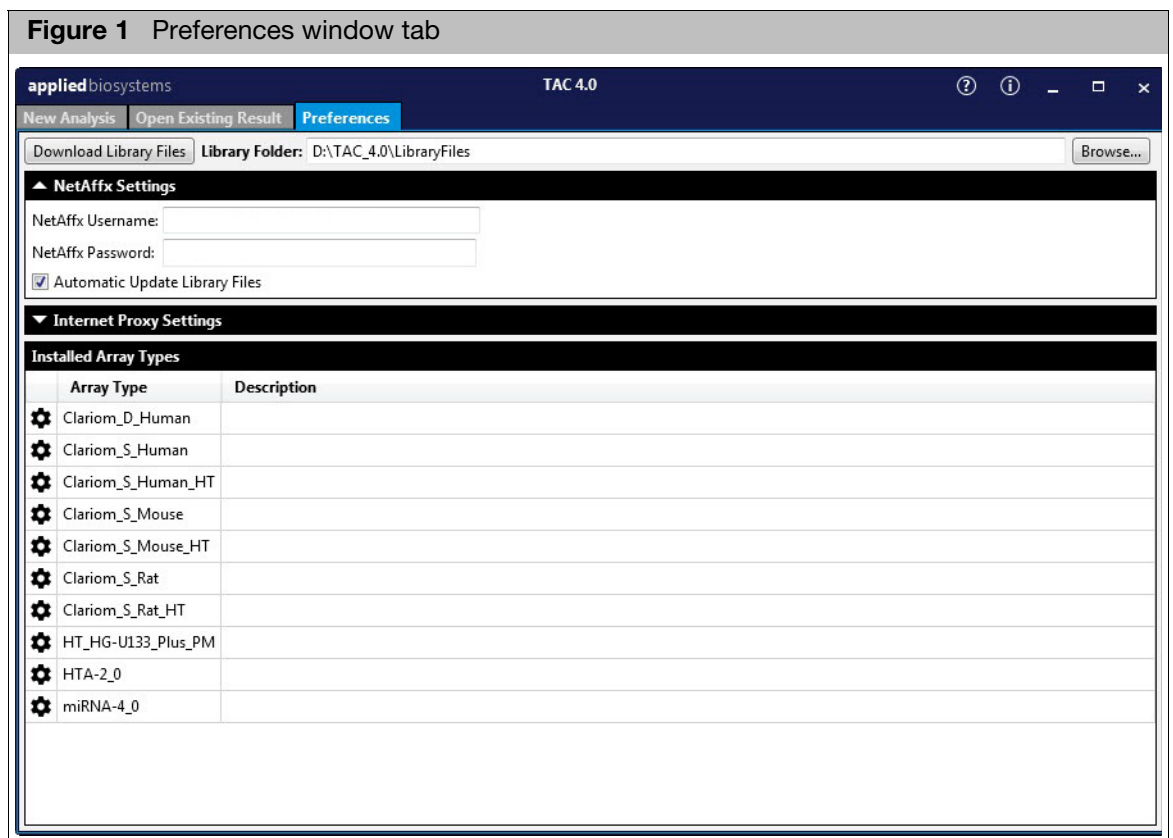 Figure 1 Preferences window tab
appliedbiosystems TAC 4.0
New Analysis Open Existing Result Preferences
Download Library Files Library Folder: D:\TAC_4.0\LibraryFiles Browse...
NetAffx Settings
NetAffx Username:
NetAffx Password:
Automatic Update Library Files
Internet Proxy Settings
Installed Array Types
Array Type Description
Clariom_D_Human
Clariom_S_Human
Clariom_S_Human_HT
Clariom_S_Mouse
Clariom_S_Mouse_HT
Clariom_S_Rat
Clariom_S_Rat_HT
HT_HG-U133_Plus_PM
HTA-2_0
miRNA-4_0